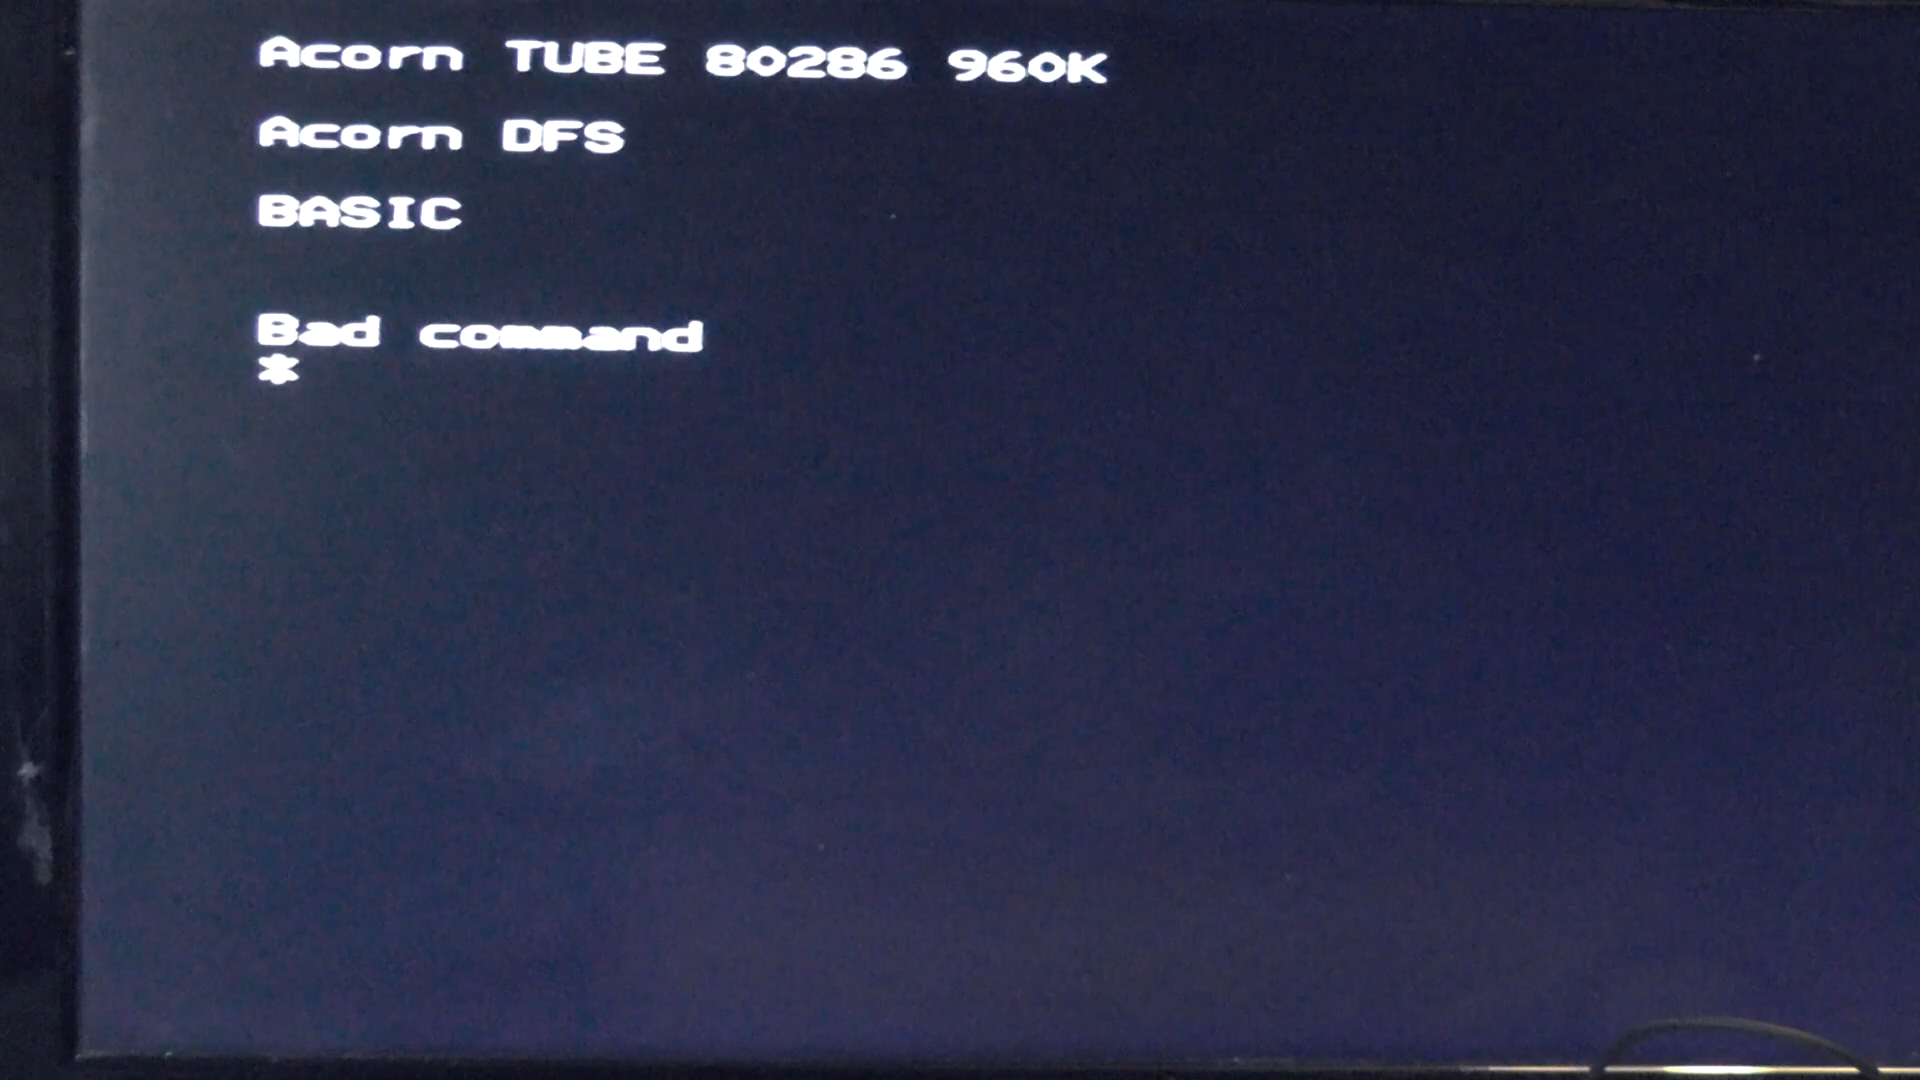 Acorn TUBE 80286 960K
Acorn DFS
BASIC
Bad command
*